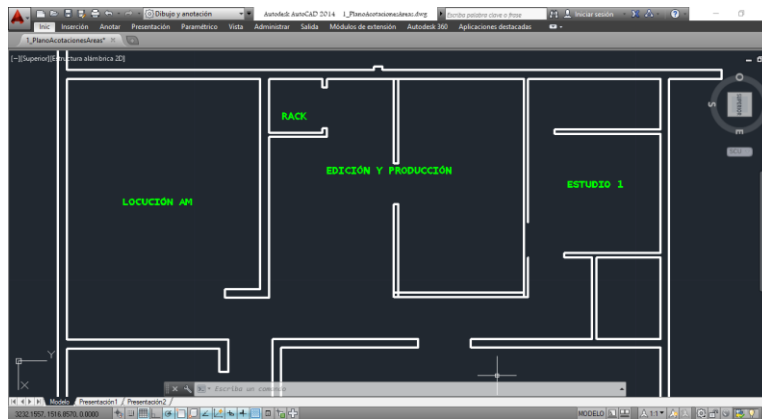 Dibujo y anotación
Autodesk AutoCAD 2014 1_PlanoAcotacionesAreas.dwg
Escriba palabra clave o frase
Iniciar sesión
Inic Inserción Anotar Presentación Paramétrico Vista Administrar Salida Módulos de extensión Autodesk 360 Aplicaciones destacadas
1_PlanoAcotacionesAreas*
[-][Superior][Estructura alámbrica 2D]
O
S
SUPERIOR
E
RACK
EDICIÓN Y PRODUCCIÓN
ESTUDIO 1
LOCUCIÓN AM
Y
X
Escriba un comando
Modelo Presentación1 Presentación2
3232.1557, 1516.8570, 0.0000
MODELO
A 1:1